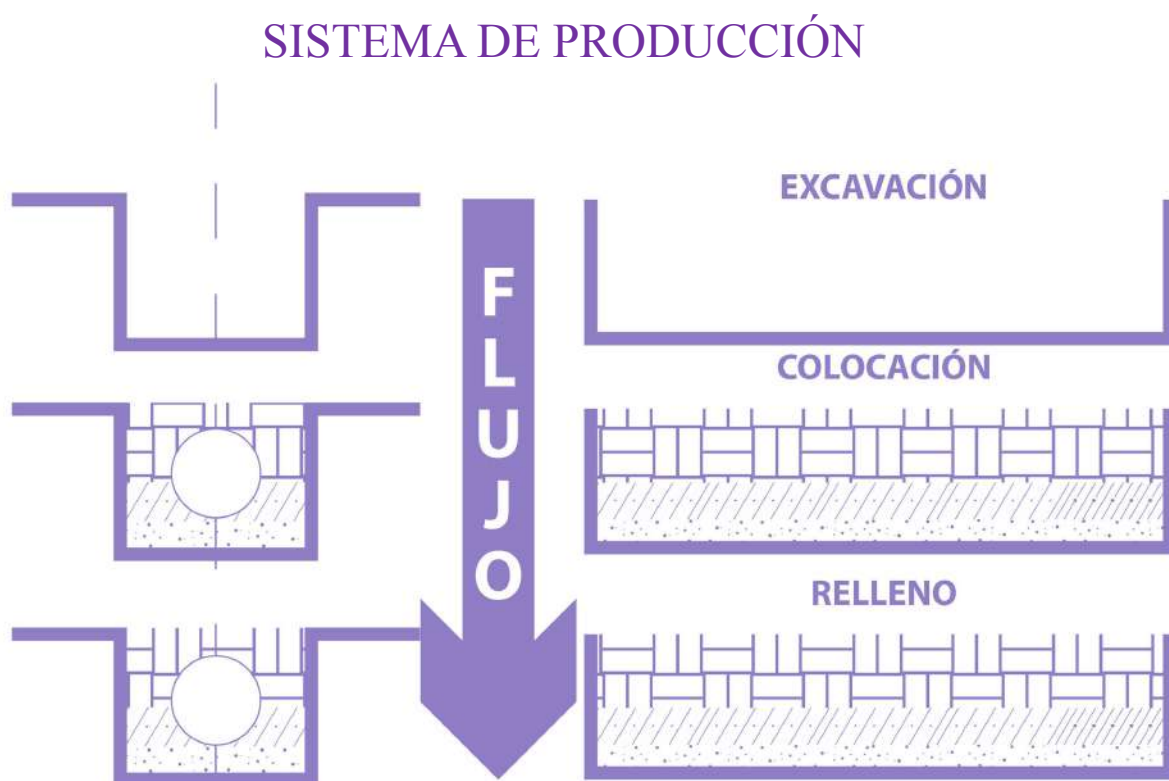 SISTEMA DE PRODUCCIÓN
EXCAVACIÓN
FLUJO
COLOCACIÓN
RELLENO